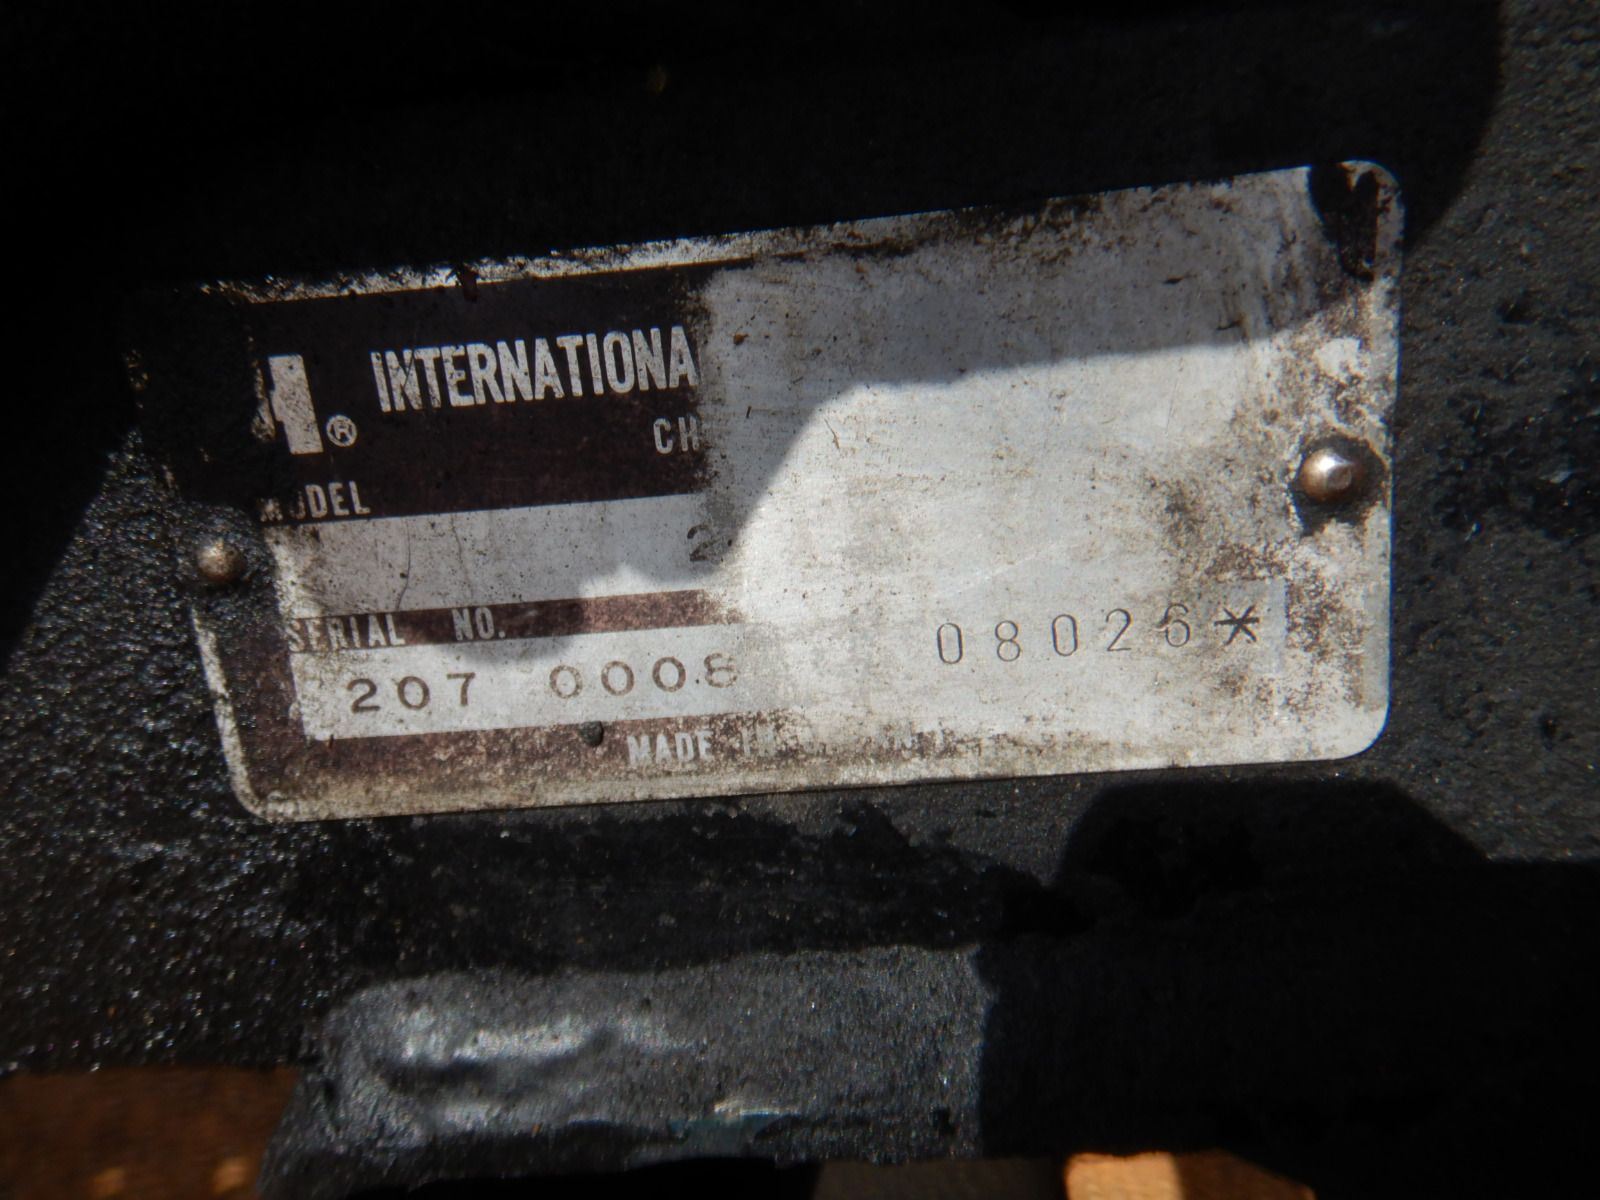 ® INTERNATIONA
CH
MODEL
2
SERIAL NO.
207 0008 08026*
MADE IN